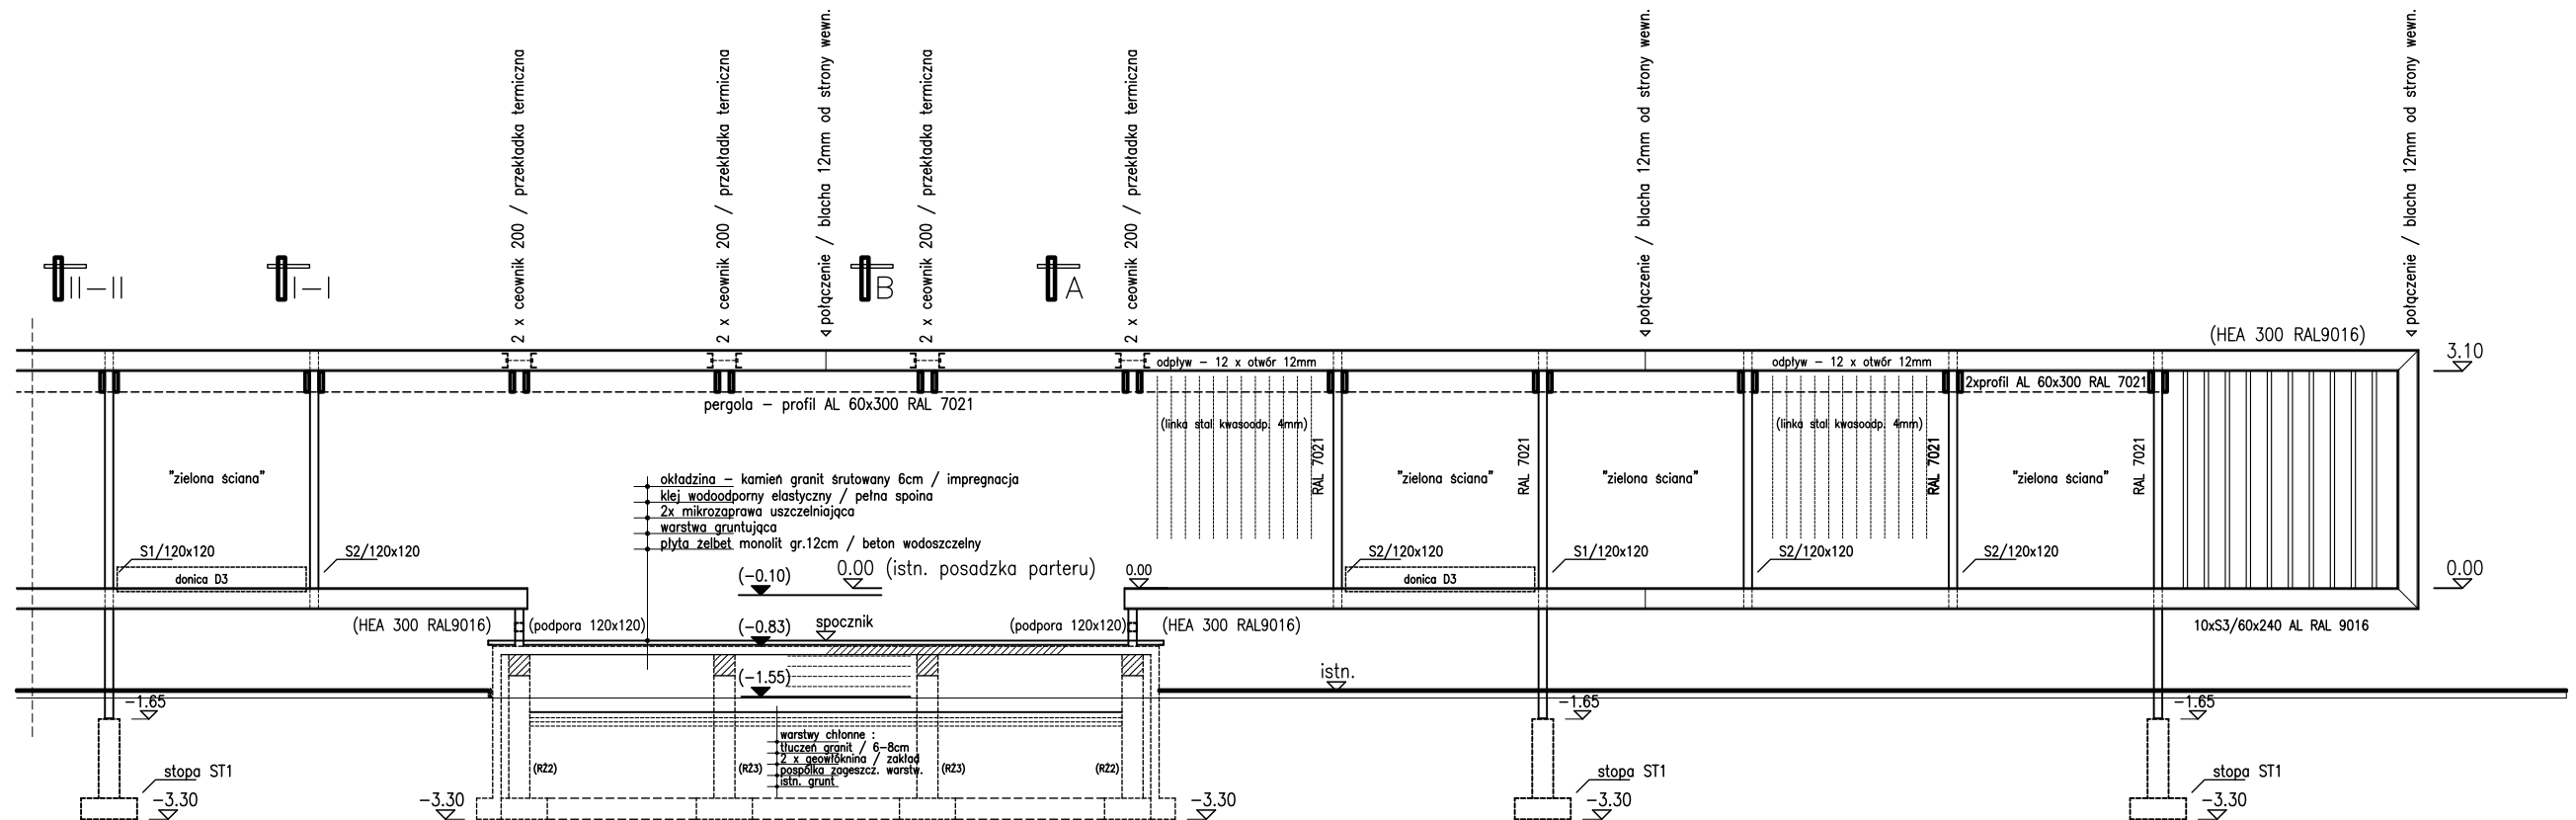 2 x ceownik 200 / przekładka termiczna
2 x ceownik 200 / przekładka termiczna
połączenie / blacha 12mm od strony wewn.
2 x ceownik 200 / przekładka termiczna
2 x ceownik 200 / przekładka termiczna
połączenie / blacha 12mm od strony wewn.
połączenie / blacha 12mm od strony wewn.
II-II
I-I
B
A
(HEA 300 RAL9016)
3.10
odpływ - 12 x otwór 12mm
odpływ - 12 x otwór 12mm
2xprofil AL 60x300 RAL 7021
pergola - profil AL 60x300 RAL 7021
(linka stal kwasoodp. 4mm)
(linka stal kwasoodp. 4mm)
RAL 7021
RAL 7021
RAL 7021
RAL 7021
"zielona ściana"
"zielona ściana"
"zielona ściana"
"zielona ściana"
okładzina - kamień granit śrutowany 6cm / impregnacja
klej wodoodporny elastyczny / pełna spoina
2x mikrozaprawa uszczelniająca
warstwa gruntująca
płyta żelbet monolit gr.12cm / beton wodoszczelny
S1/120x120
S2/120x120
S2/120x120
S1/120x120
S2/120x120
S2/120x120
donica D3
(-0.10)
0.00 (istn. posadzka parteru)
0.00
donica D3
0.00
(HEA 300 RAL9016)
(podpora 120x120)
(-0.83)
spocznik
(podpora 120x120)
(HEA 300 RAL9016)
10xS3/60x240 AL RAL 9016
(-1.55)
istn.
-1.65
-1.65
-1.65
warstwy chłonne :
tłuczeń granit / 6-8cm
2 x geowłóknina / zakład
pospółka zagęszcz. warstw.
istn. grunt
(RŻ2)
(RŻ3)
(RŻ3)
(RŻ2)
stopa ST1
stopa ST1
stopa ST1
-3.30
-3.30
-3.30
-3.30
-3.30